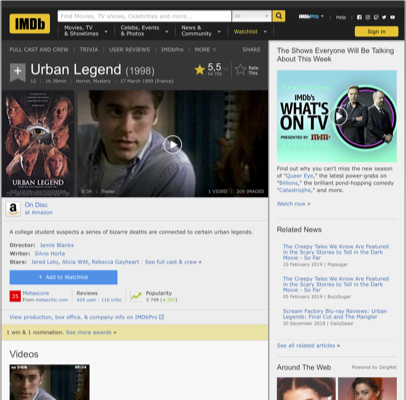 IMDb
Find Movies, TV shows, Celebrities and more...
All
IMDbPro
Help
Movies, TV
& Showtimes
Celebs, Events
& Photos
News &
Community
Watchlist
Sign in
FULL CAST AND CREW | TRIVIA | USER REVIEWS | IMDbPro | MORE
SHARE
Urban Legend (1998)
12 | 1h 39min | Horror, Mystery | 17 March 1999 (France)
5,5
Rate
This
URBAN LEGEND
0:34 | Trailer
1 VIDEO | 309 IMAGES
On Disc
at Amazon
A college student suspects a series of bizarre deaths are connected to certain urban legends.
Director: Jamie Blanks
Writer: Silvio Horta
Stars: Jared Leto, Alicia Witt, Rebecca Gayheart | See full cast & crew »
+ Add to Watchlist
35
Metascore
From metacritic.com
Reviews
424 user | 116 critic
Popularity
View production, box office, & company info on IMDbPro
1 win & 1 nomination. See more awards »
Videos
The Shows Everyone Will Be Talking
About This Week
IMDb's
WHAT'S
ON TV
PRESENTED BY m&m's
Find out why you can't miss the new season
of "Queer Eye," the latest power-grabs on
"Billions," the brilliant pond-hopping comedy
"Catastrophe," and more.
Watch now »
Related News
The Creepy Tales We Know Are Featured
in the Scary Stories to Tell in the Dark
Movie - So Far
10 February 2019 | Popsugar
The Creepy Tales We Know Are Featured
in the Scary Stories to Tell in the Dark
Movie - So Far
05 February 2019 | BuzzSugar
Scream Factory Blu-ray Reviews: Urban
Legends: Final Cut and The Mangler
20 December 2018 | DailyDead
See all related articles »
Around The Web
Powered by ZergNet